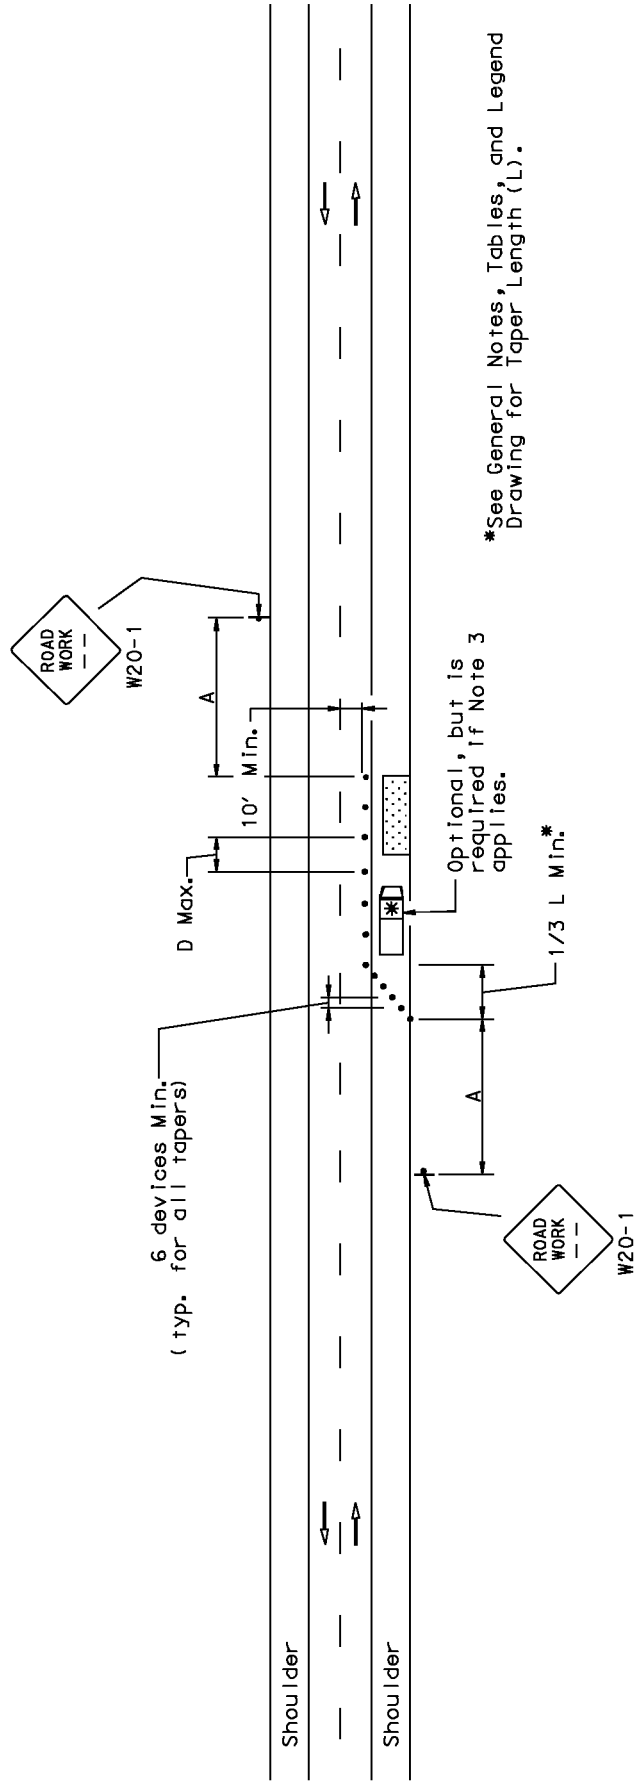 ROAD
WORK
--
W20-1
A
10' Min.
D Max.
6 devices Min.
(typ. for all tapers)
Shoulder
Shoulder
Optional, but is
required if Note 3
applies.
1/3 L Min.*
A
ROAD
WORK
--
W20-1
*See General Notes, Tables, and Legend
Drawing for Taper Length (L).